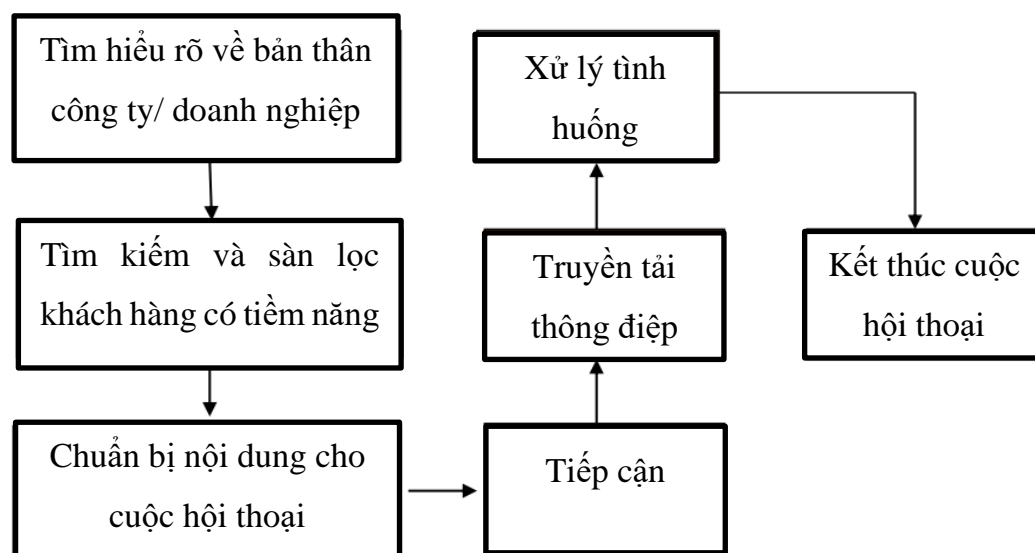 Tìm hiểu rõ về bản thân
công ty/ doanh nghiệp
Tìm kiếm và sàn lọc
khách hàng có tiềm năng
Chuẩn bị nội dung cho
cuộc hội thoại
Tiếp cận
Truyền tải
thông điệp
Xử lý tình
huống
Kết thúc cuộc
hội thoại